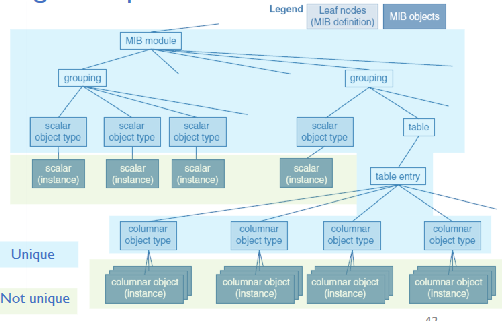 Legend
Leaf nodes
(MIB definition)
MIB objects
MIB module
grouping
grouping
scalar
object type
scalar
object type
scalar
object type
scalar
object type
table
scalar
(instance)
scalar
(instance)
scalar
(instance)
scalar
(instance)
table entry
columnar
object type
columnar
object type
columnar
object type
columnar
object type
Unique
columnar object
(instance)
columnar object
(instance)
columnar object
(instance)
columnar object
(instance)
Not unique